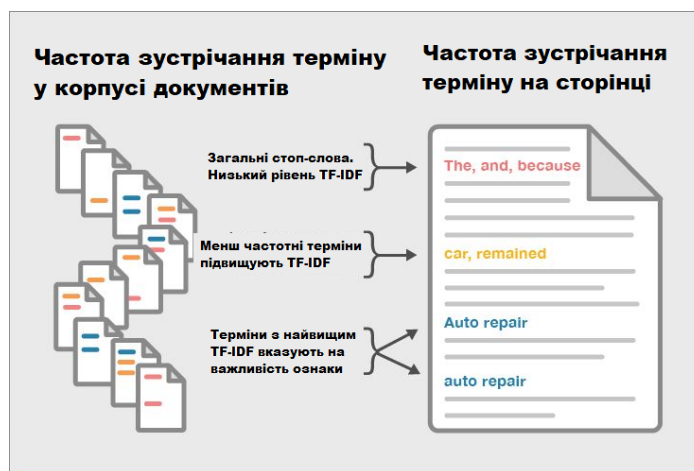 Частота зустрічання терміну
у корпусі документів
Частота зустрічання
терміну на сторінці
Загальні стоп-слова.
Низький рівень TF-IDF
The, and, because
Менш частотні терміни
підвищують TF-IDF
car, remained
Терміни з найвищим
TF-IDF вказують на
важливість ознаки
Auto repair
auto repair